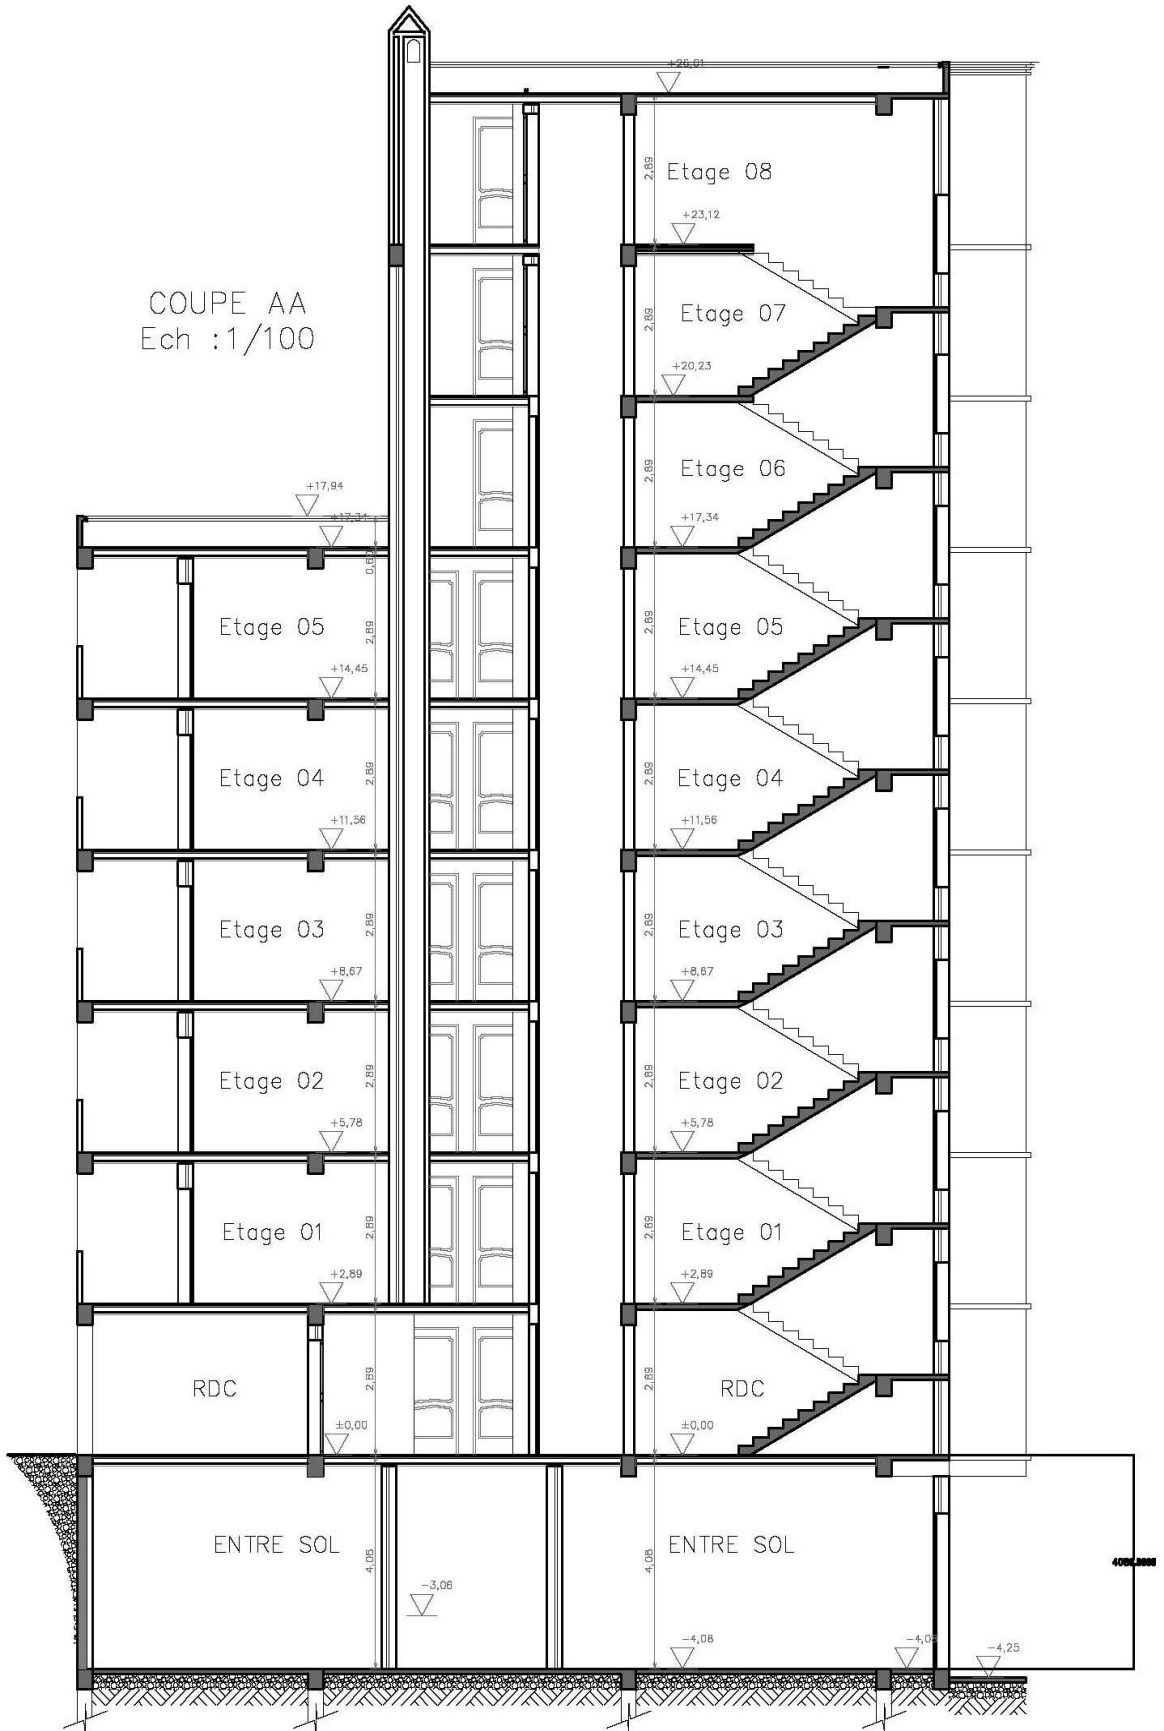 +26,01
2,89
Etage 08
+23,12
COUPE AA
Ech :1/100
2,89
Etage 07
+20,23
2,89
Etage 06
+17,94
+17,34
+17,34
0,60
2,89
Etage 05
2,89
Etage 05
+14,45
+14,45
2,89
Etage 04
2,89
Etage 04
+11,56
+11,56
2,89
Etage 03
2,89
Etage 03
+8,67
+8,67
2,89
Etage 02
2,89
Etage 02
+5,78
+5,78
2,89
Etage 01
2,89
Etage 01
+2,89
+2,89
2,89
RDC
2,89
RDC
±0,00
±0,00
ENTRE SOL
4,08
ENTRE SOL
4,08
-3,06
-4,08
-4,25